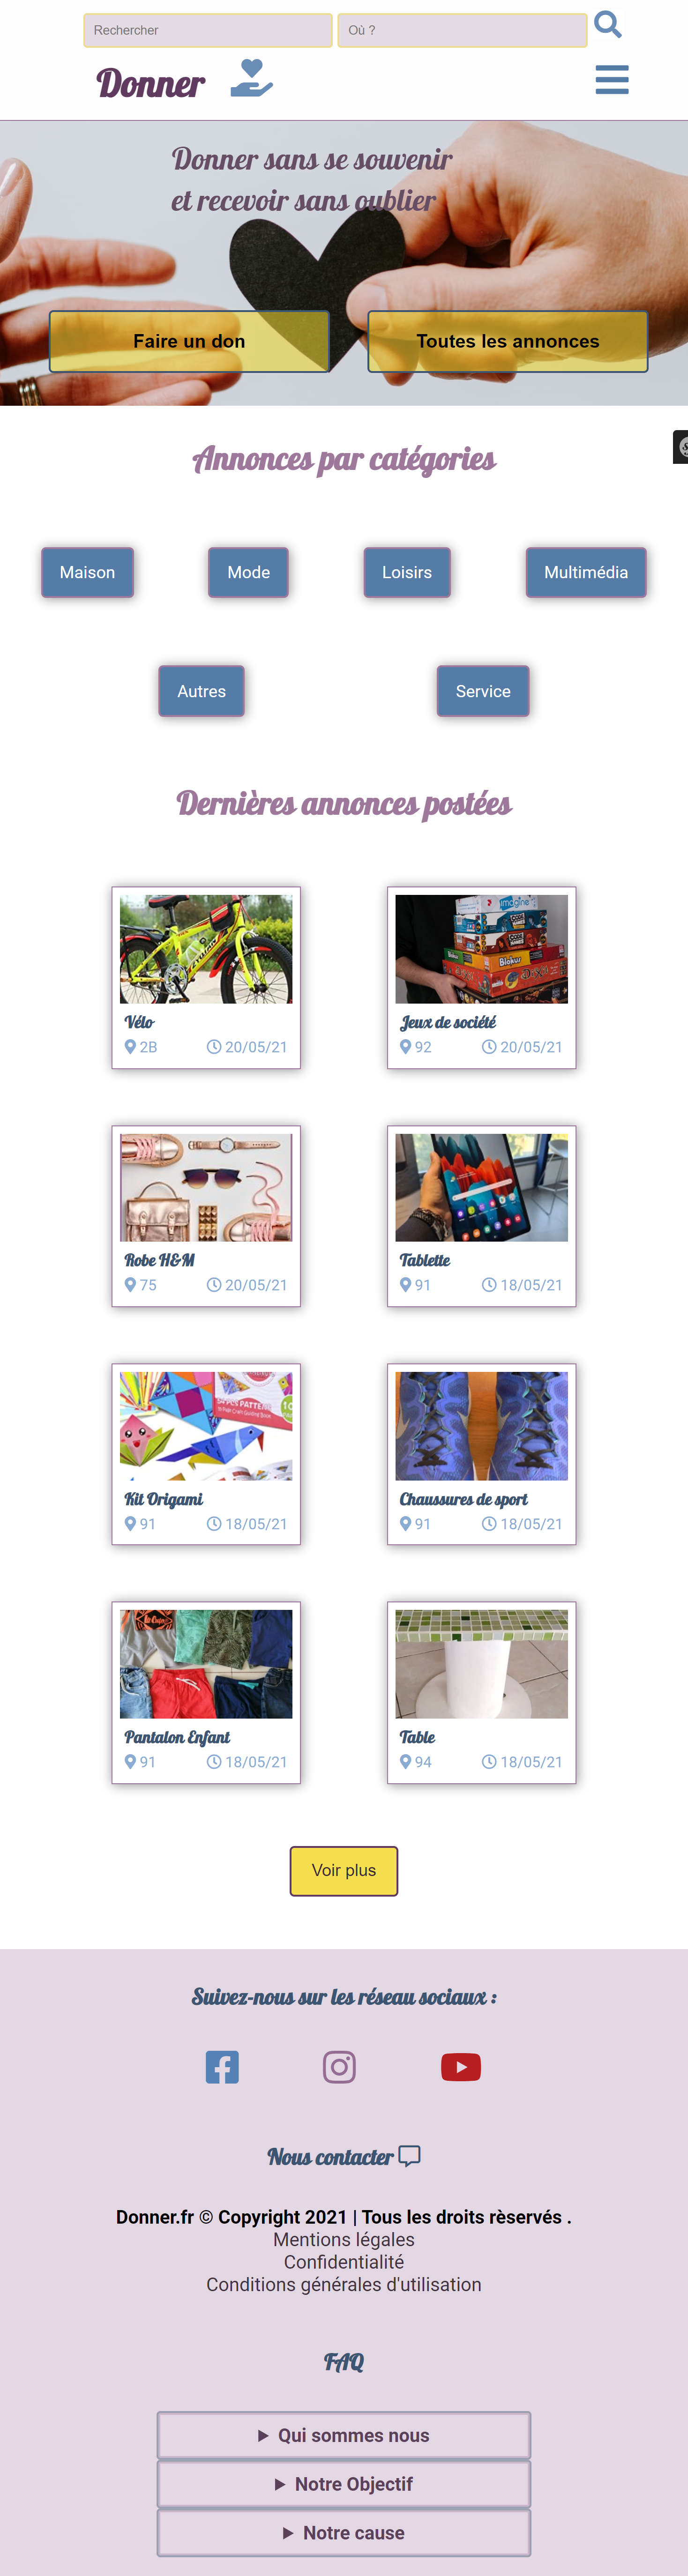 Rechercher
Où ?
Donner
Donner sans se souvenir
et recevoir sans oublier
Faire un don
Toutes les annonces
Annonces par catégories
Maison
Mode
Loisirs
Multimédia
Autres
Service
Dernières annonces postées
imagine
Blokus
Vélo
2B
20/05/21
Jeux de société
92
20/05/21
Robe H&M
75
20/05/21
Tablette
91
18/05/21
Kit Origami
91
18/05/21
Chaussures de sport
91
18/05/21
Pantalon Enfant
91
18/05/21
Table
94
18/05/21
Voir plus
Suivez-nous sur les réseau sociaux :
Nous contacter
Donner.fr © Copyright 2021 | Tous les droits rèservés .
Mentions légales
Confidentialité
Conditions générales d'utilisation
FAQ
Qui sommes nous
Notre Objectif
Notre cause